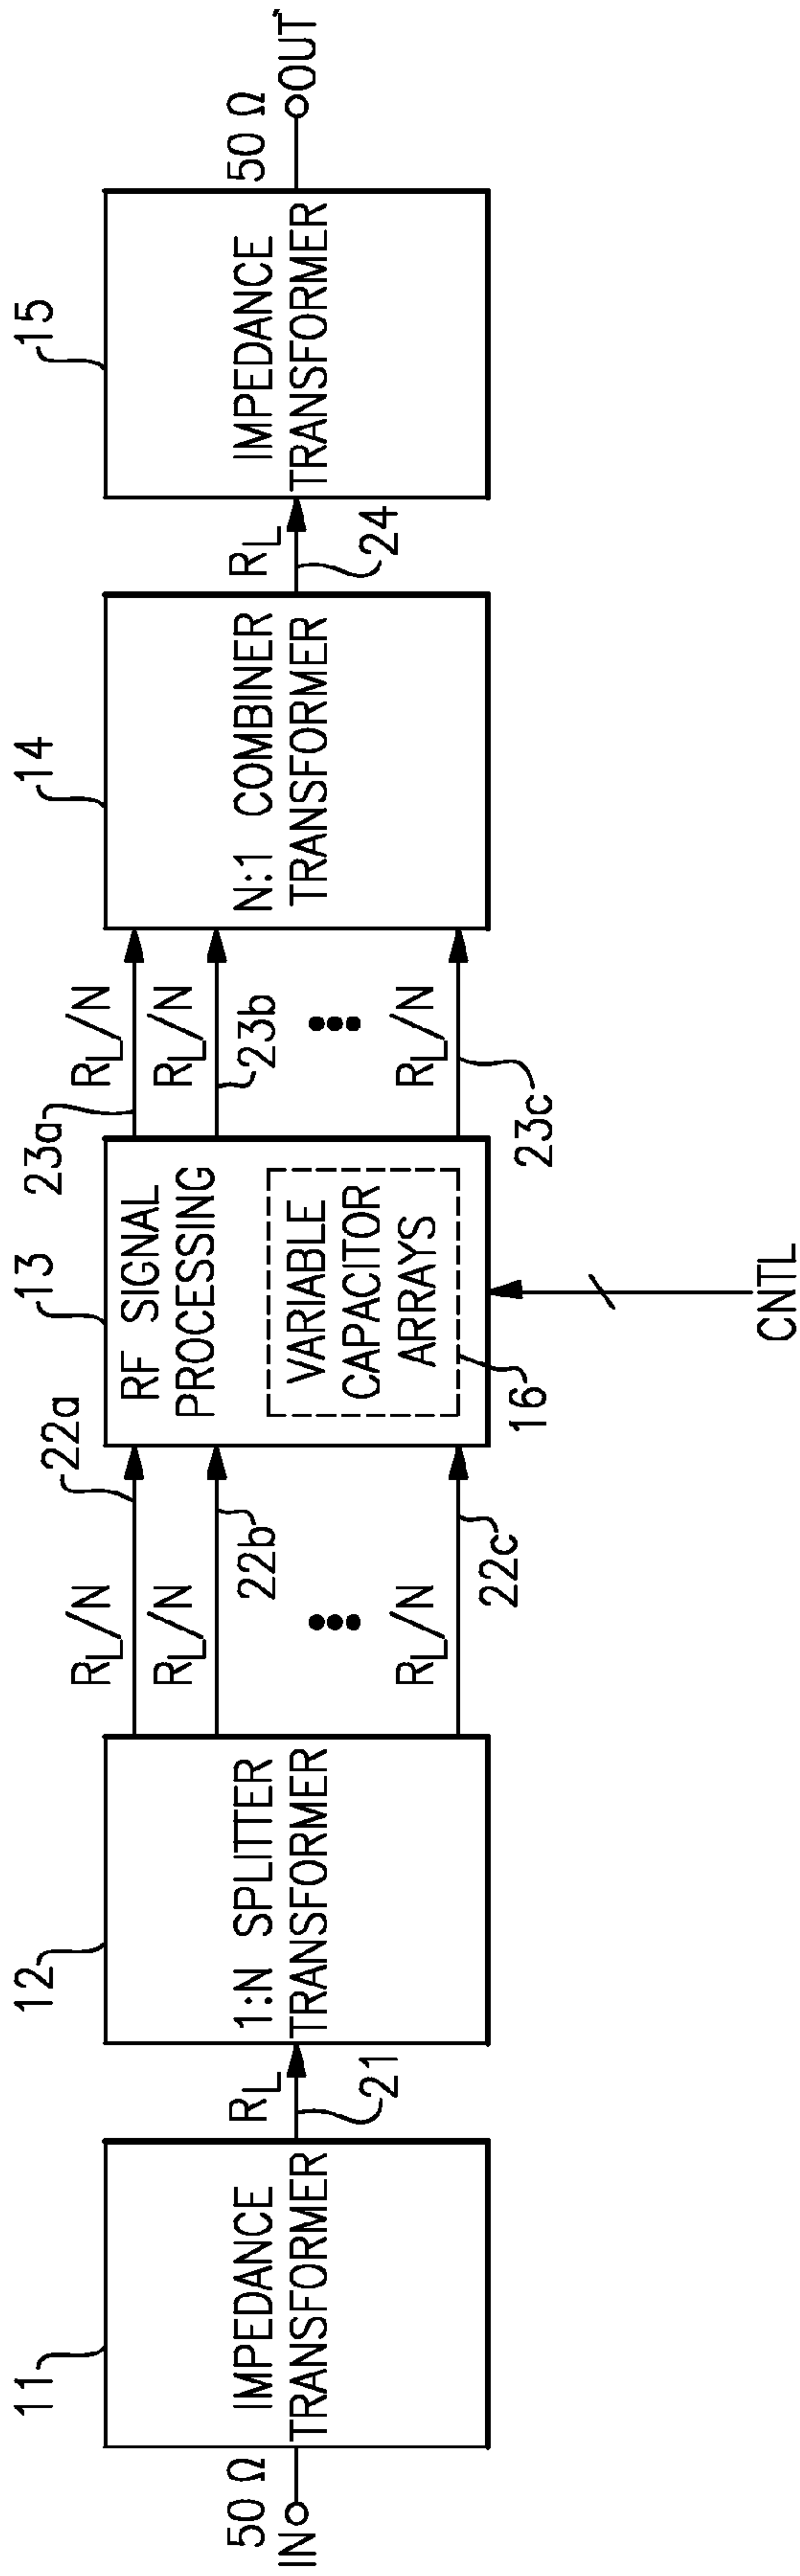 50 Ω
IN
11
IMPEDANCE
TRANSFORMER
R_L
21
12
1:N SPLITTER
TRANSFORMER
R_L/N
22a
R_L/N
22b
R_L/N
22c
13
RF SIGNAL
PROCESSING
VARIABLE
CAPACITOR
ARRAYS
16
CNTL
23a
R_L/N
R_L/N
23b
R_L/N
23c
14
N:1 COMBINER
TRANSFORMER
R_L
24
15
IMPEDANCE
TRANSFORMER
50 Ω
OUT